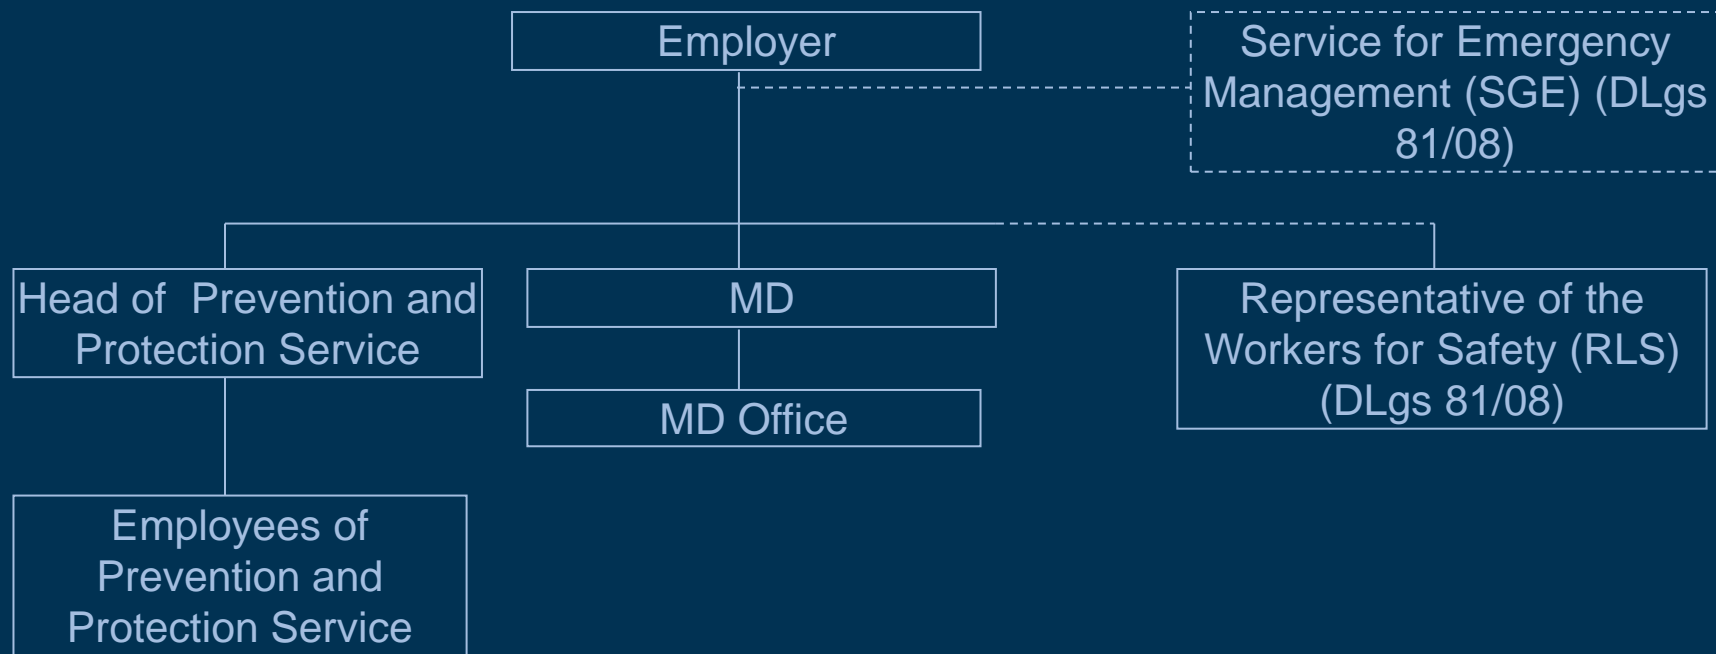 Employer
Service for Emergency
Management (SGE) (DLgs
81/08)
Head of  Prevention and
Protection Service
MD
Representative of the
Workers for Safety (RLS)
(DLgs 81/08)
MD Office
Employees of
Prevention and
Protection Service